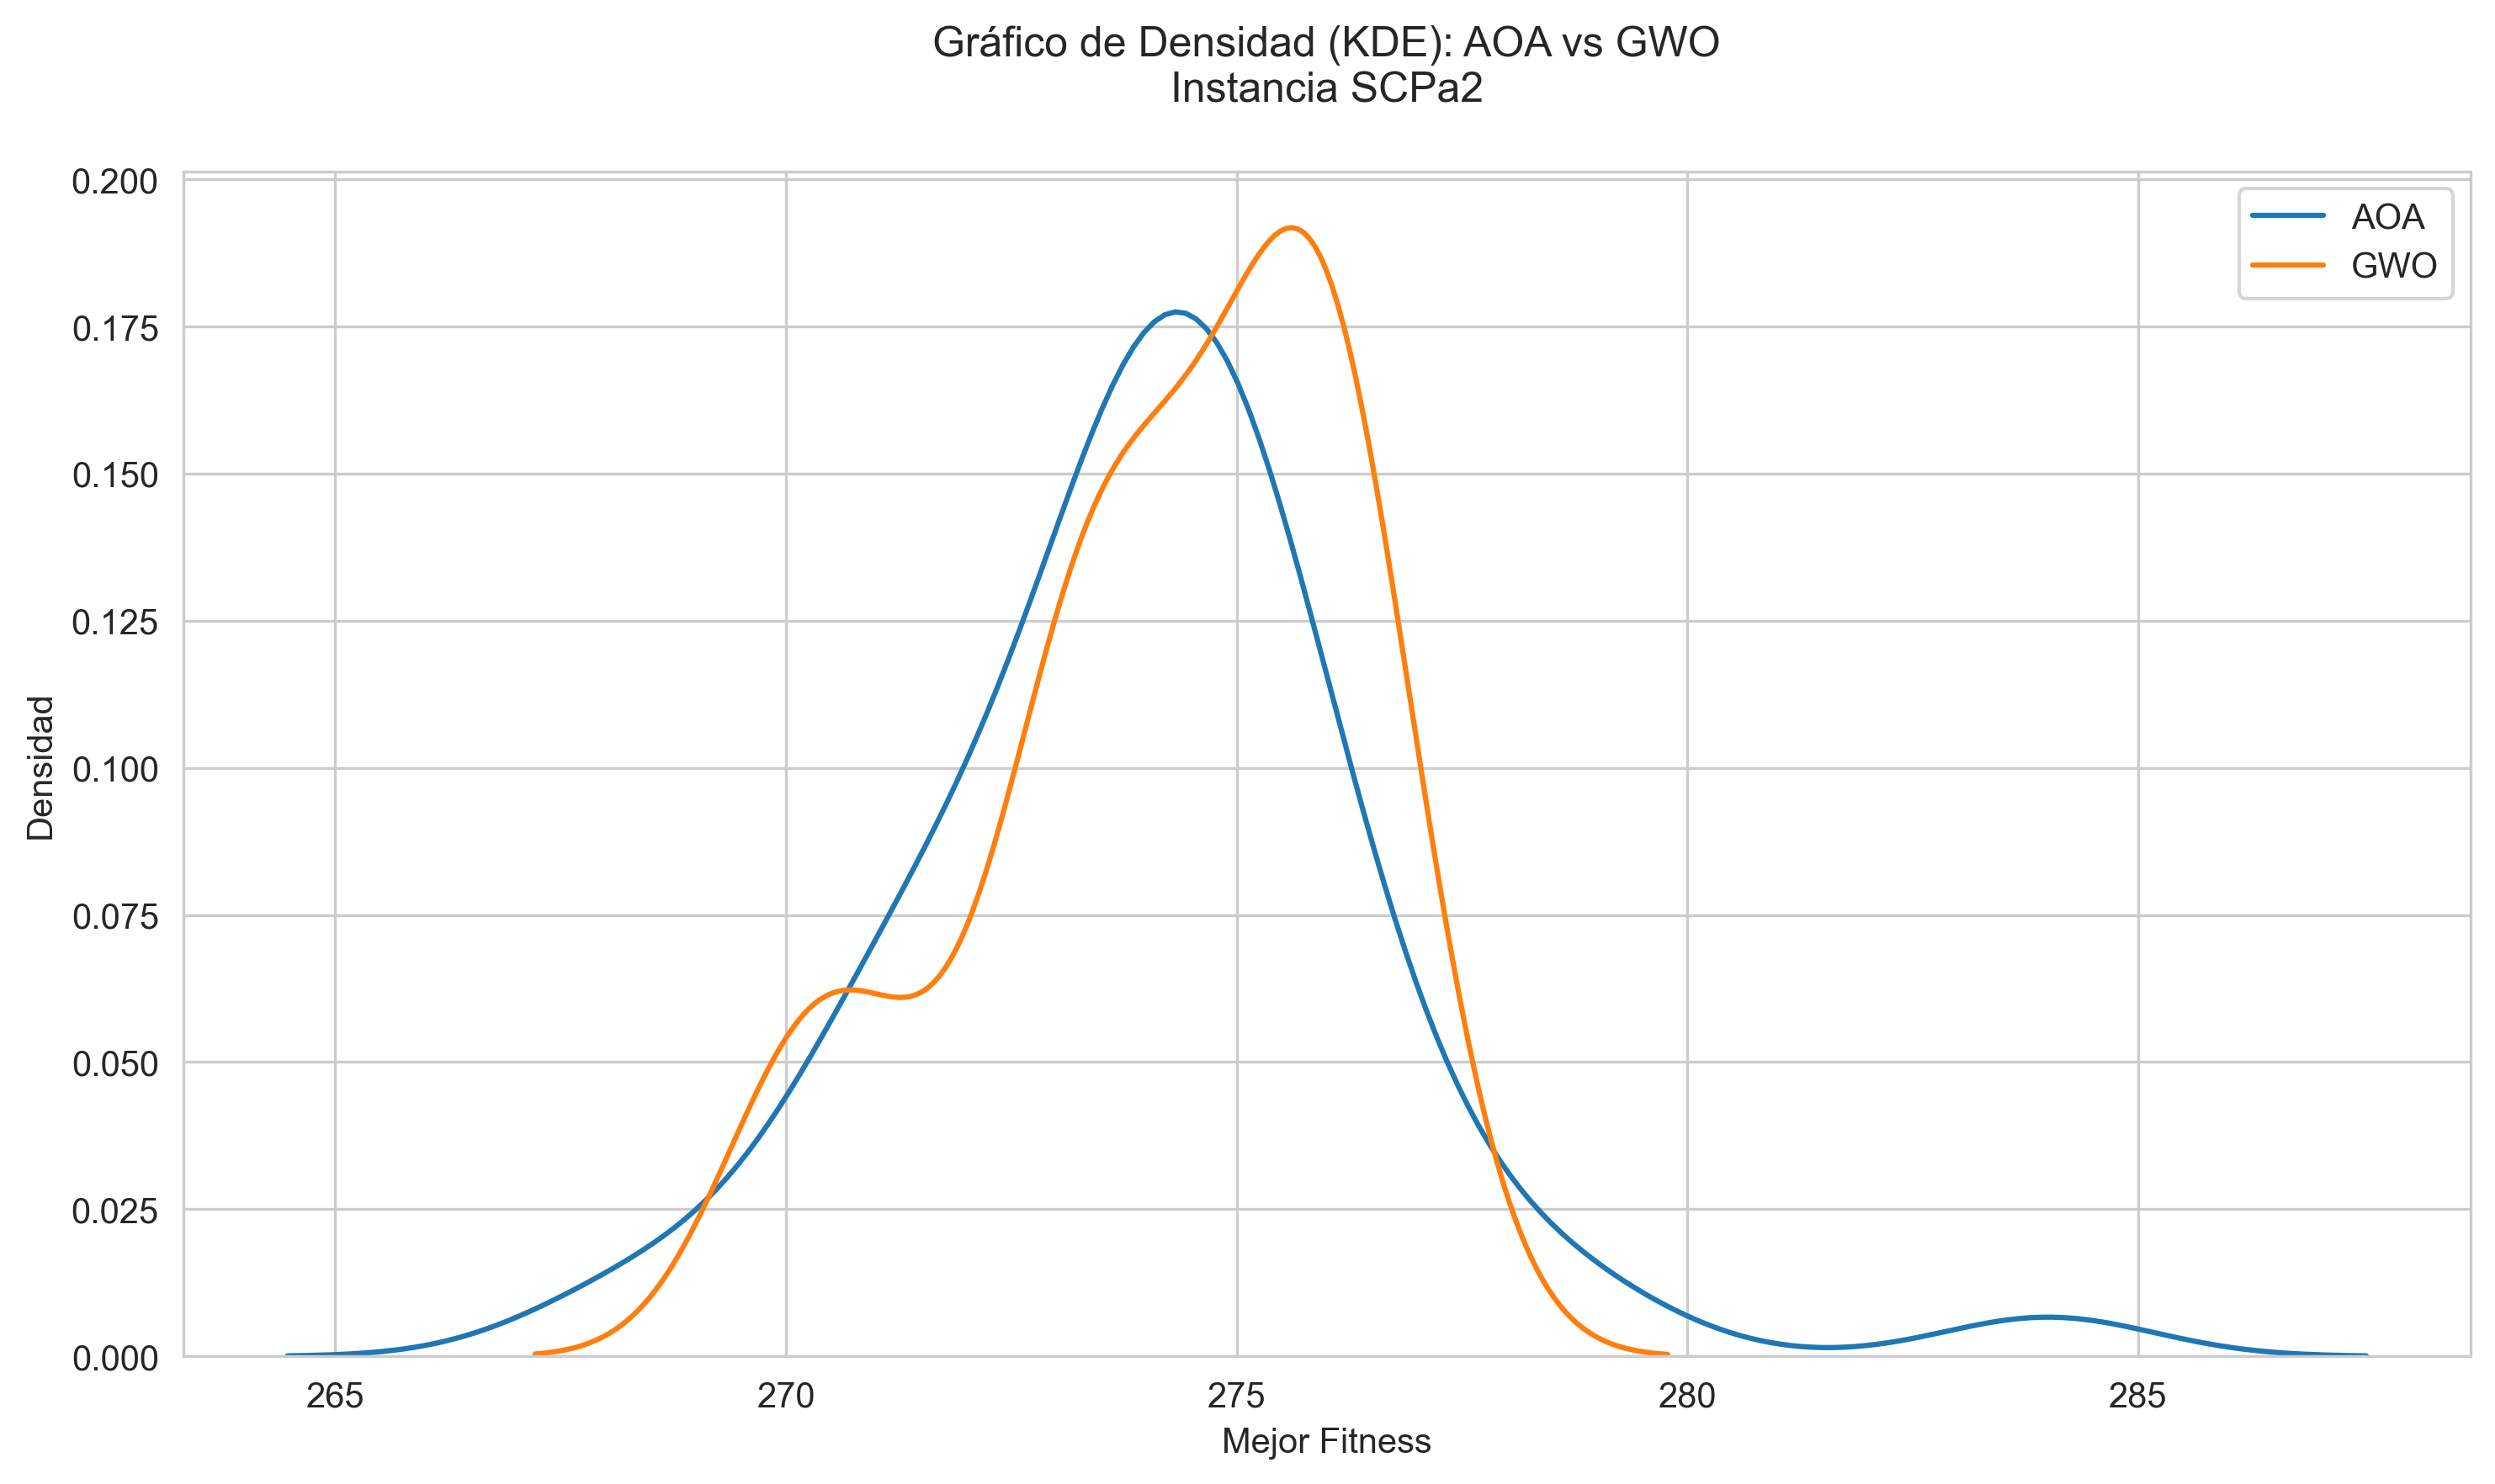 Gráfico de Densidad (KDE): AOA vs GWO
Instancia SCPa2
AOA
GWO
Densidad
0.200
0.175
0.150
0.125
0.100
0.075
0.050
0.025
0.000
265
270
275
280
285
Mejor Fitness